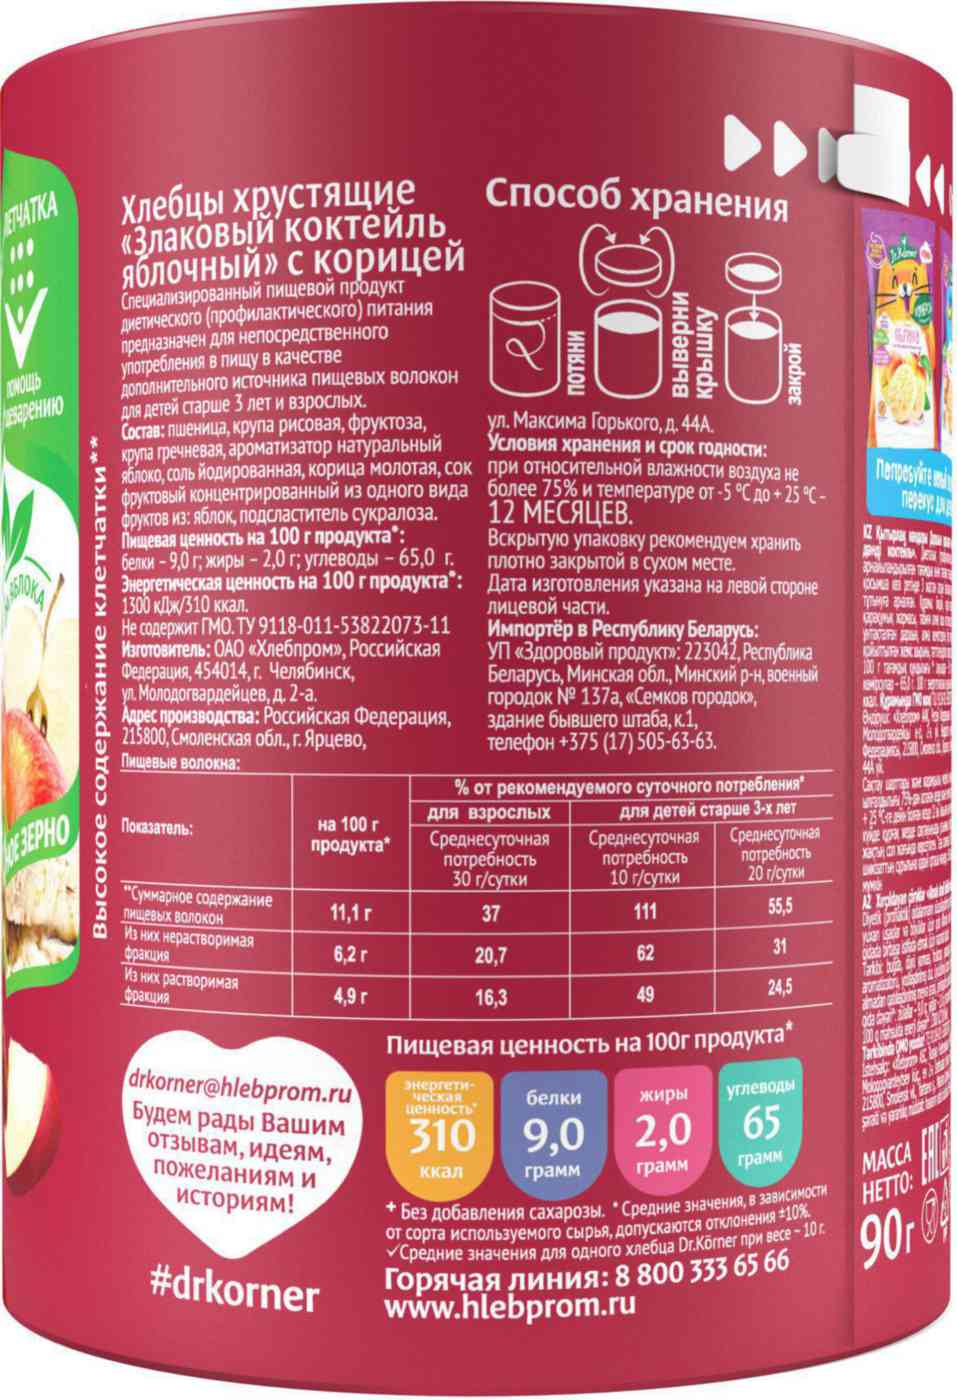 ЛЕТЧАТКА
помощь
щеварению
ЯБЛОКА
НОЕ ЗЕРНО
Высокое содержание клетчатки**
Хлебцы хрустящие
«Злаковый коктейль
яблочный» с корицей
Специализированный пищевой продукт
диетического (профилактического) питания
предназначен для непосредственного
употребления в пищу в качестве
дополнительного источника пищевых волокон
для детей старше 3 лет и взрослых.
Состав: пшеница, крупа рисовая, фруктоза,
крупа гречневая, ароматизатор натуральный
яблоко, соль йодированная, корица молотая, сок
фруктовый концентрированный из одного вида
фруктов из: яблок, подсластитель сукралоза.
Пищевая ценность на 100 г продукта*:
белки – 9,0 г; жиры – 2,0 г; углеводы – 65,0 г.
Энергетическая ценность на 100 г продукта*:
1300 кДж/310 ккал.
Не содержит ГМО. ТУ 9118-011-53822073-11
Изготовитель: ОАО «Хлебпром», Российская
Федерация, 454014, г. Челябинск,
ул. Молодогвардейцев, д. 2-а.
Адрес производства: Российская Федерация,
215800, Смоленская обл., г. Ярцево,
Способ хранения
потяни
выверни
крышку
закрой
ул. Максима Горького, д. 44А.
Условия хранения и срок годности:
при относительной влажности воздуха не
более 75% и температуре от -5 °С до + 25 °С –
12 МЕСЯЦЕВ.
Вскрытую упаковку рекомендуем хранить
плотно закрытой в сухом месте.
Дата изготовления указана на левой стороне
лицевой части.
Импортёр в Республику Беларусь:
УП «Здоровый продукт»: 223042, Республика
Беларусь, Минская обл., Минский р-н, военный
городок № 137а, «Семков городок»,
здание бывшего штаба, к.1,
телефон +375 (17) 505-63-63.
Пищевые волокна:
Показатель:
на 100 г
продукта*
% от рекомендуемого суточного потребления*
для взрослых
для детей старше 3-х лет
Среднесуточная
потребность
30 г/сутки
Среднесуточная
потребность
10 г/сутки
Среднесуточная
потребность
20 г/сутки
**Суммарное содержание
пищевых волокон
11,1 г
37
111
55,5
Из них нерастворимая
фракция
6,2 г
20,7
62
31
Из них растворимая
фракция
4,9 г
16,3
49
24,5
drkorner@hlebprom.ru
Будем рады Вашим
отзывам, идеям,
пожеланиям и
историям!
#drkorner
Пищевая ценность на 100г продукта*
энергети-
ческая
ценность*
310
ккал
белки
9,0
грамм
жиры
2,0
грамм
углеводы
65
грамм
+ Без добавления сахарозы. * Средние значения, в зависимости
от сорта используемого сырья, допускаются отклонения ±10%.
✓Средние значения для одного хлебца Dr.Körner при весе ~ 10 г.
Горячая линия: 8 800 333 65 66
www.hlebprom.ru
Dr. Körner
Попробуйте
перекус для
МАССА
НЕТТО:
90г
EAC